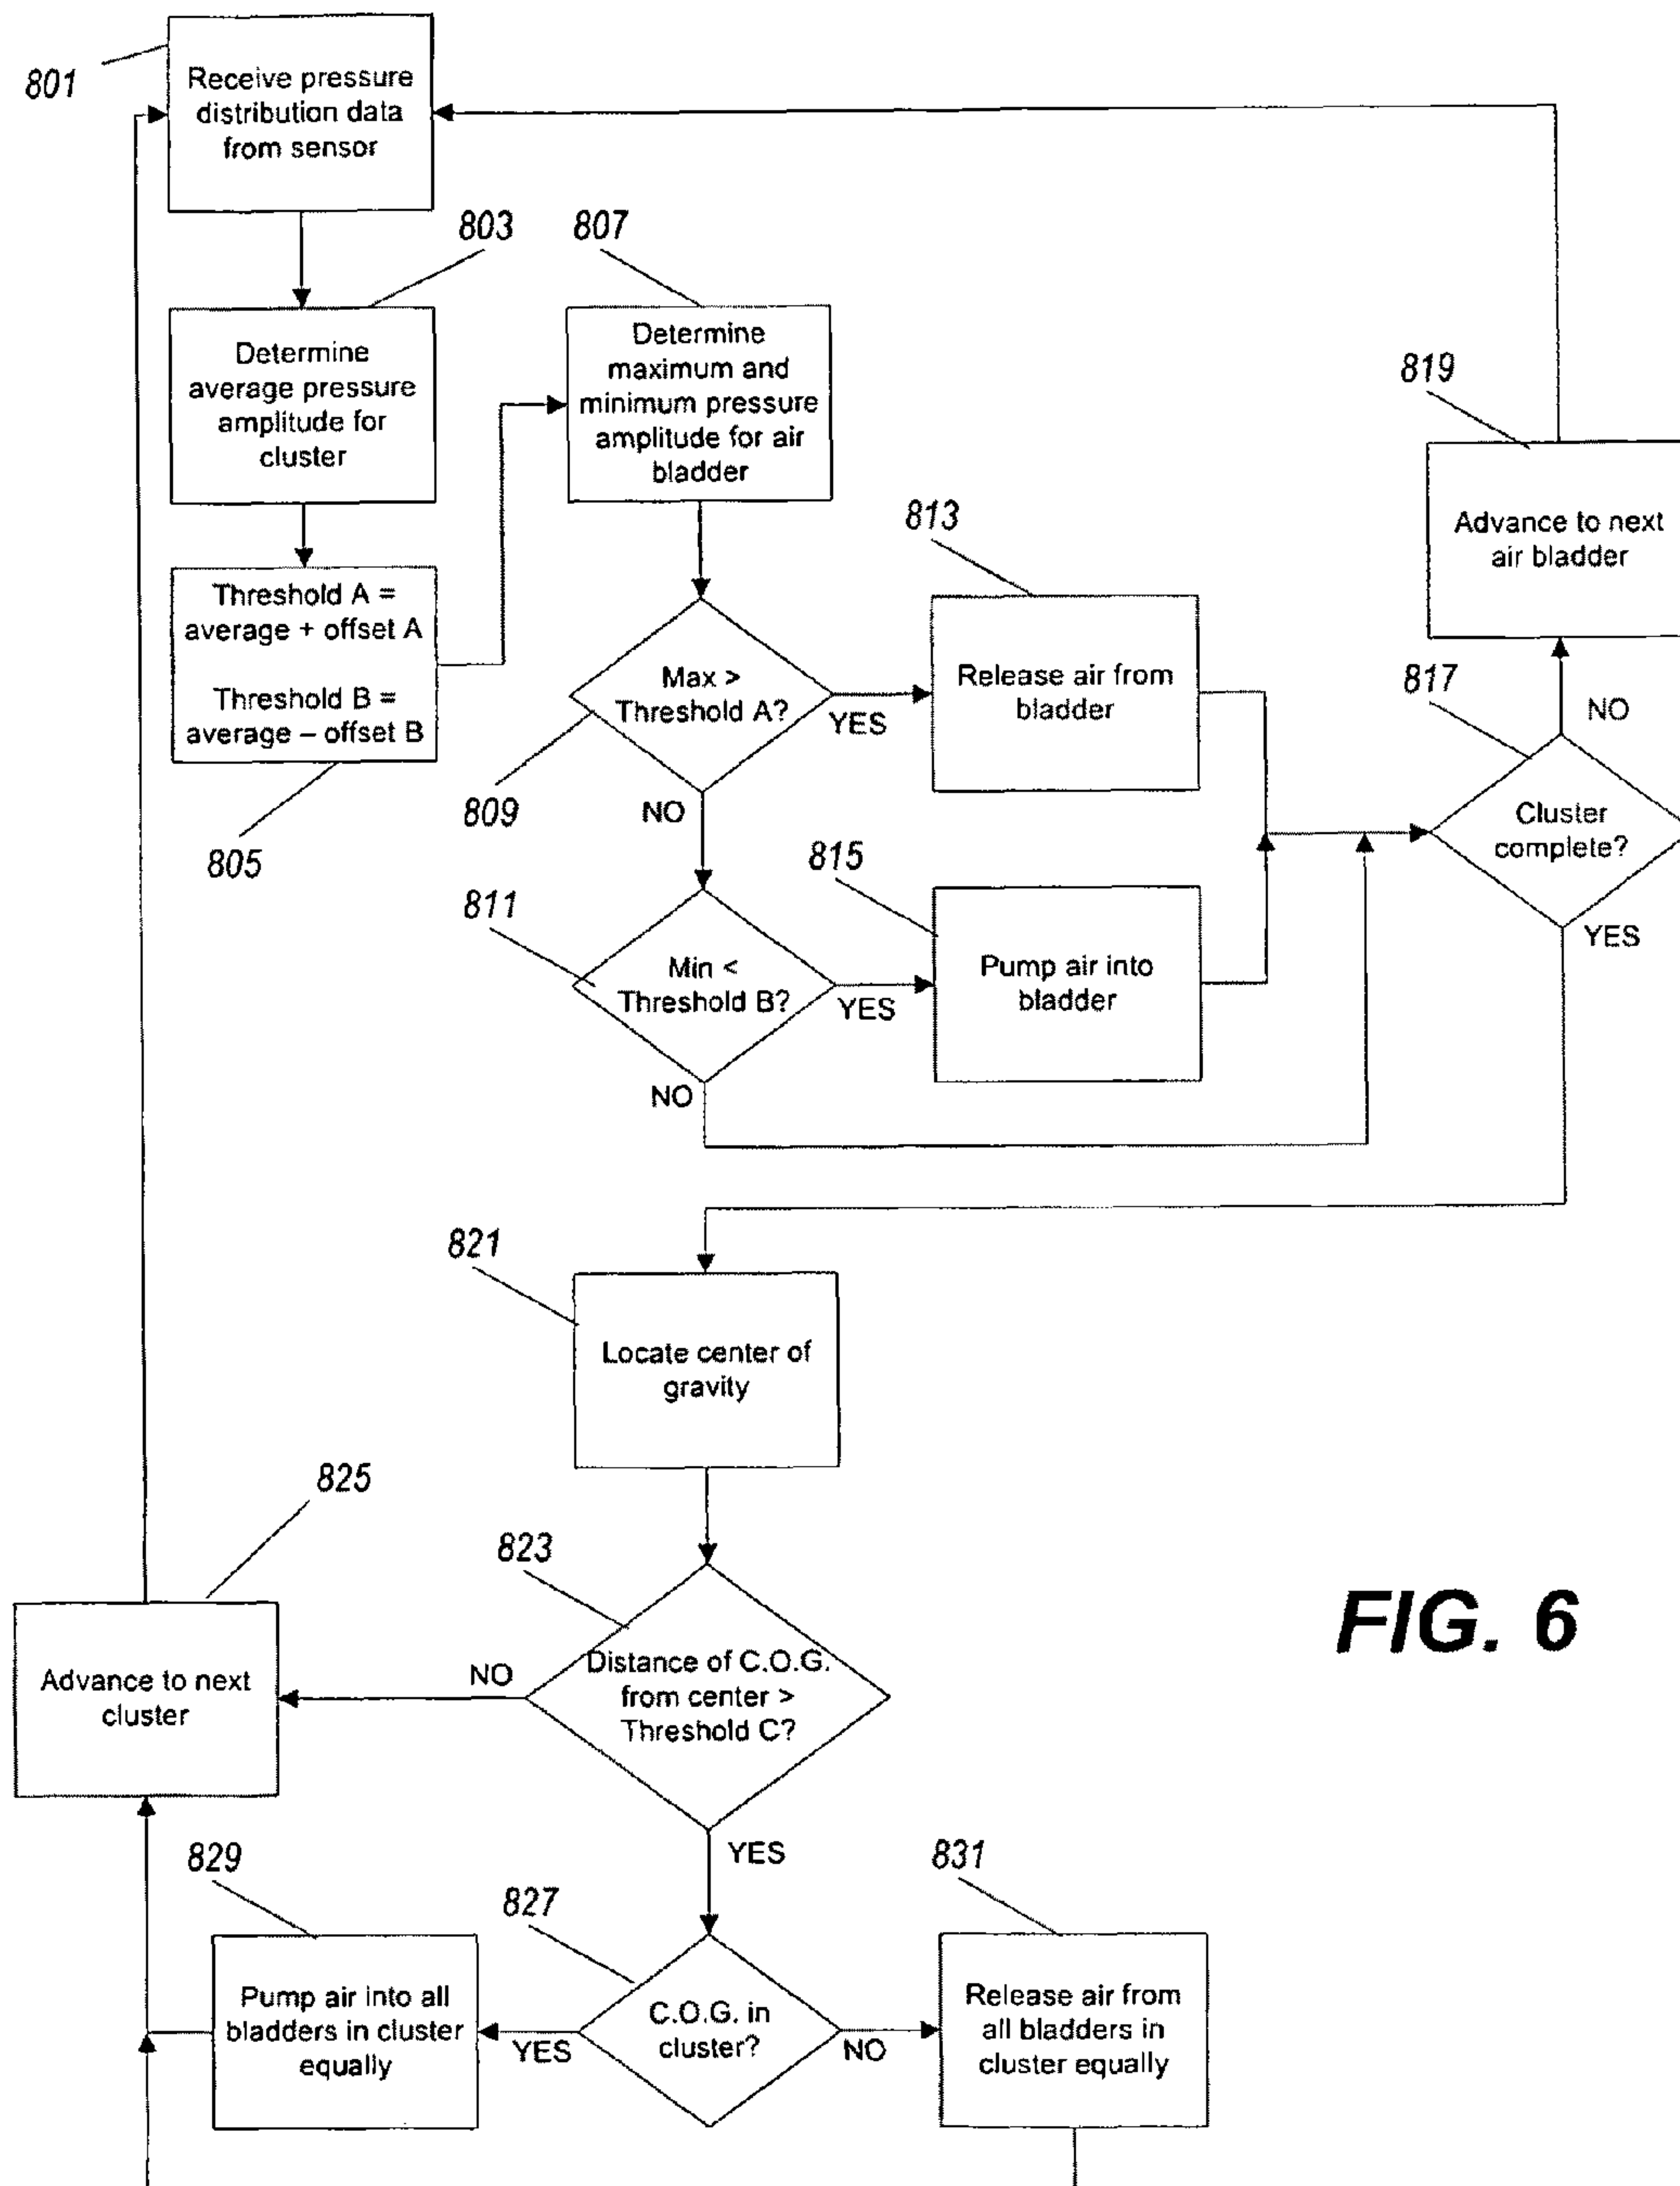 801
Receive pressure
distribution data
from sensor
803
807
Determine
average pressure
amplitude for
cluster
Determine
maximum and
minimum pressure
amplitude for air
bladder
819
Advance to next
air bladder
Threshold A =
average + offset A
Threshold B =
average – offset B
805
813
Max >
Threshold A?
YES
809
NO
Release air from
bladder
817
NO
Cluster
complete?
YES
811
Min <
Threshold B?
YES
NO
815
Pump air into
bladder
821
Locate center of
gravity
825
823
Advance to next
cluster
NO
Distance of C.O.G.
from center >
Threshold C?
YES
FIG. 6
829
827
831
Pump air into all
bladders in cluster
equally
YES
C.O.G. in
cluster?
NO
Release air from
all bladders in
cluster equally